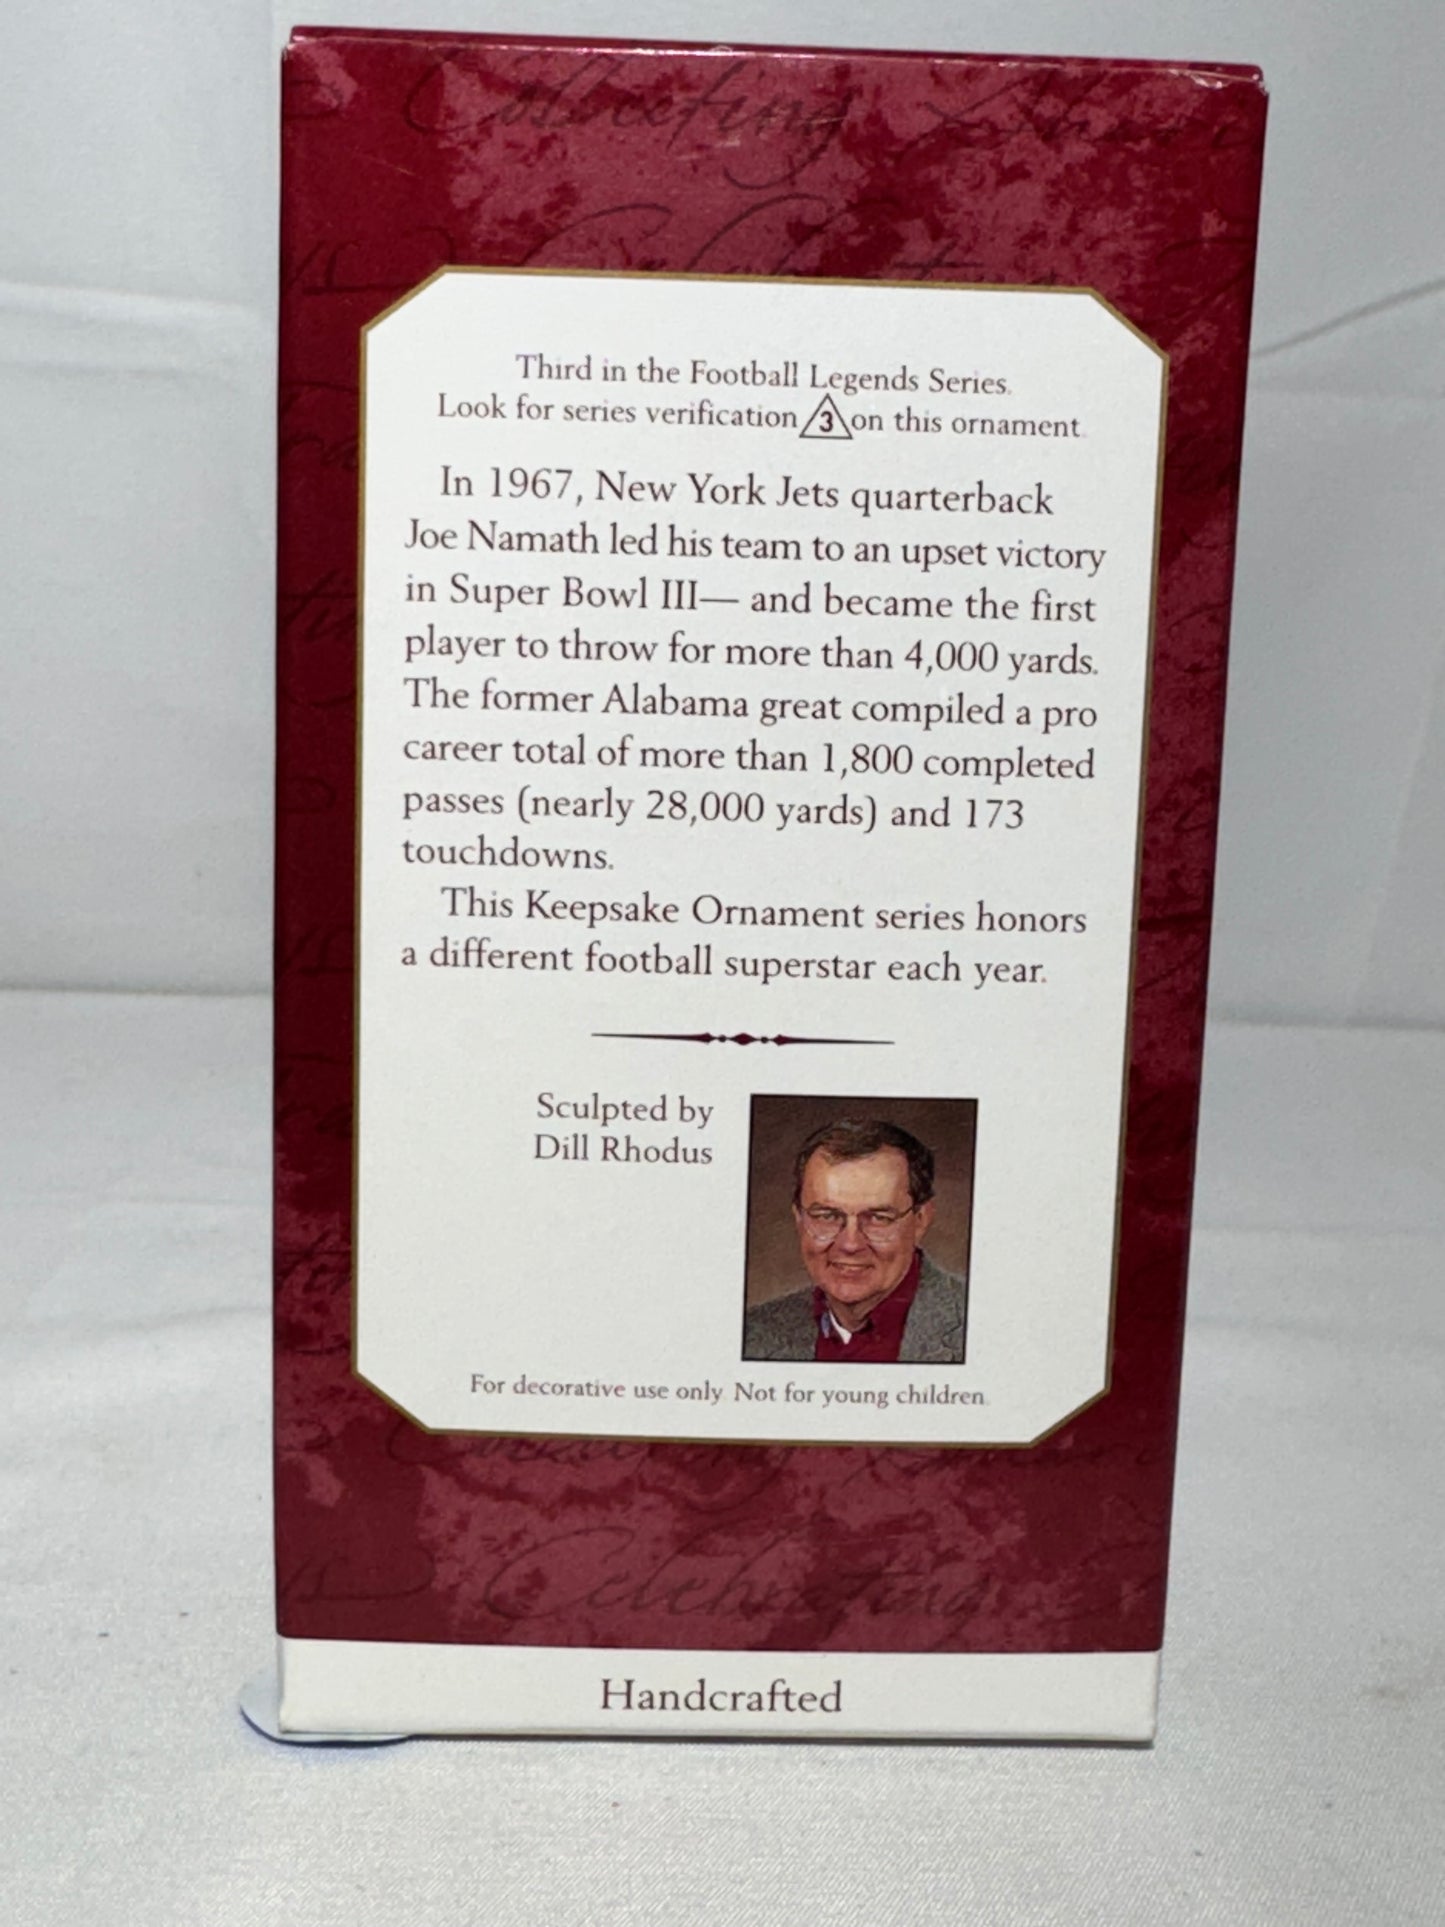 Collecting
Celebrating
Third in the Football Legends Series.
Look for series verification 3 on this ornament.
In 1967, New York Jets quarterback
Joe Namath led his team to an upset victory
in Super Bowl III— and became the first
player to throw for more than 4,000 yards.
The former Alabama great compiled a pro
career total of more than 1,800 completed
passes (nearly 28,000 yards) and 173
touchdowns.
This Keepsake Ornament series honors
a different football superstar each year.
Sculpted by
Dill Rhodus
For decorative use only. Not for young children.
Collecting
Celebrating
Handcrafted